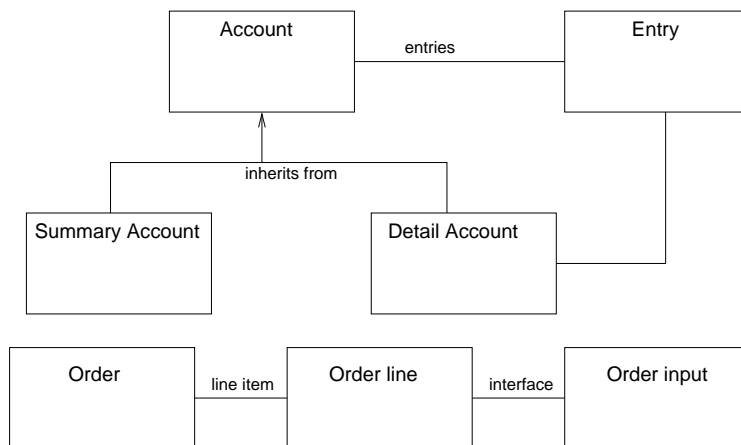 Account
entries
Entry
inherits from
Summary Account
Detail Account
Order
line item
Order line
interface
Order input